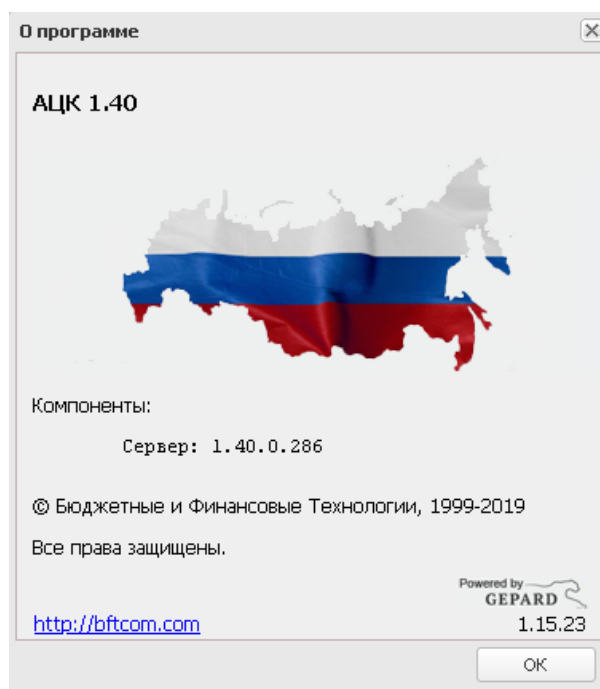 О программе
АЦК 1.40
Компоненты:
Сервер: 1.40.0.286
© Бюджетные и Финансовые Технологии, 1999-2019
Все права защищены.
Powered by
GEPARD
http://bftcom.com
1.15.23
ОК